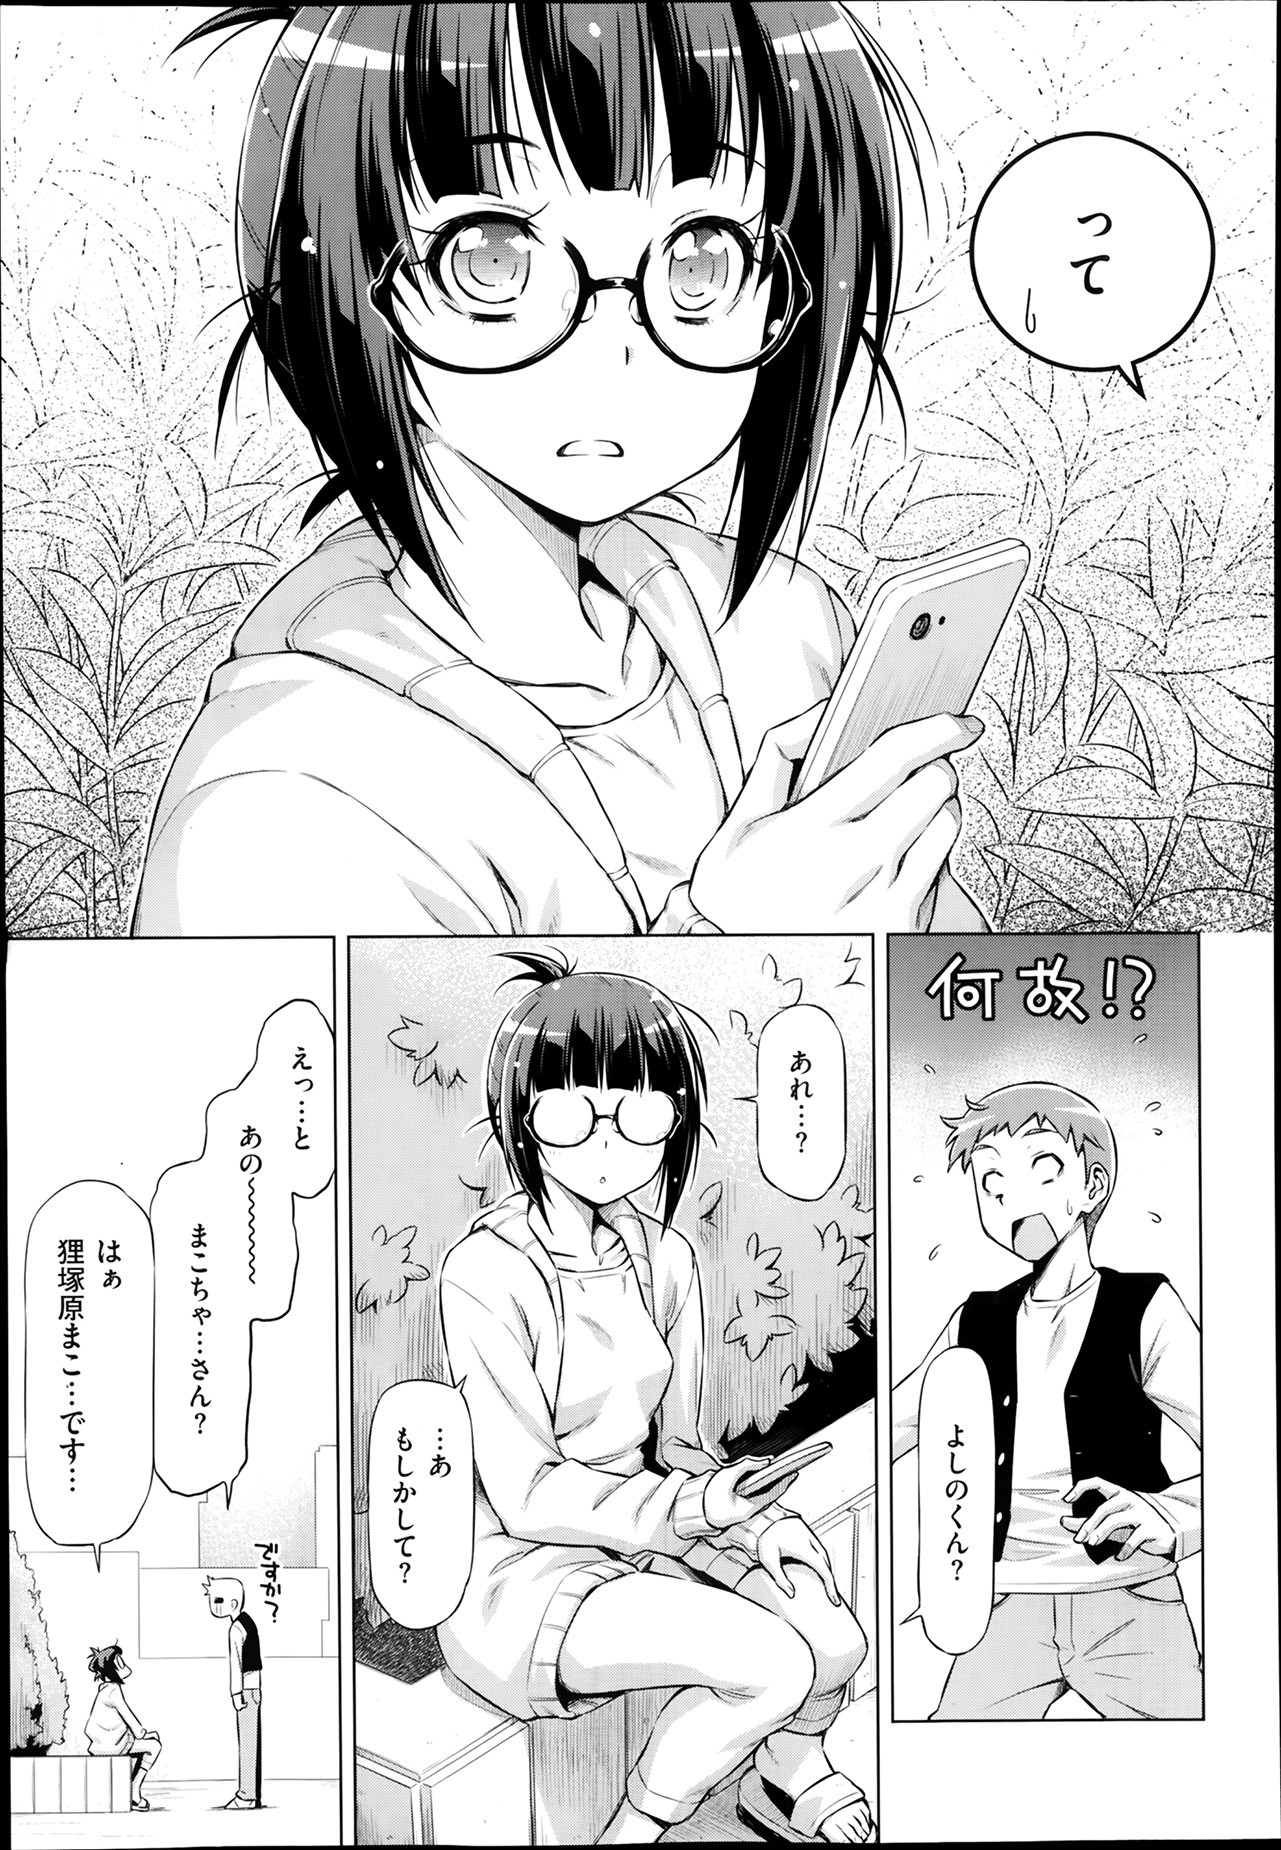 って
何故!?
よしのくん?
あれ…?
…あ
もしかして?
えっ…と
あの〜〜〜
まこちゃ…さん?
ですか?
はぁ
狸塚原まこ…です…